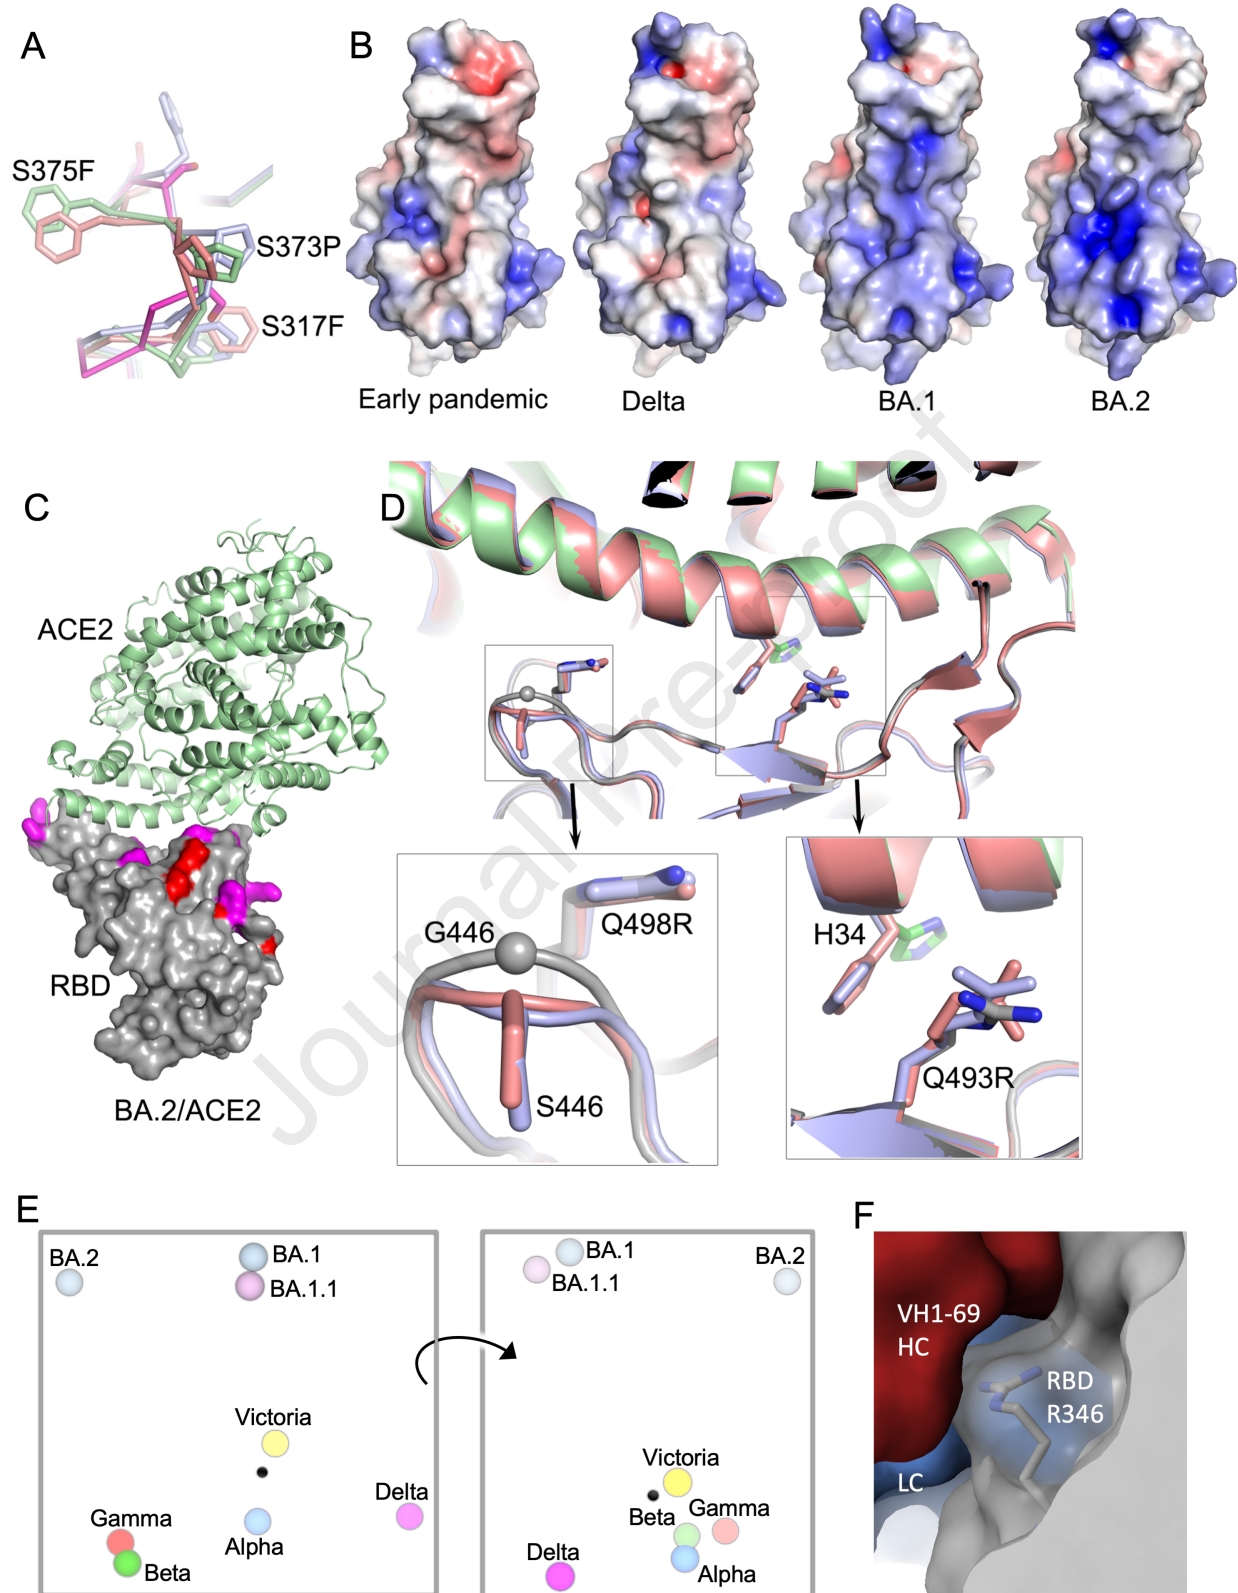 A
S375F
S373P
S317F
B
Early pandemic
Delta
BA.1
BA.2
C
ACE2
RBD
BA.2/ACE2
D
G446
Q498R
S446
H34
Q493R
E
BA.2
BA.1
BA.1.1
Victoria
Delta
Gamma
Alpha
Beta
BA.1
BA.1.1
BA.2
Victoria
Beta
Gamma
Delta
Alpha
F
VH1-69
HC
RBD
R346
LC
Journal Pre-proof